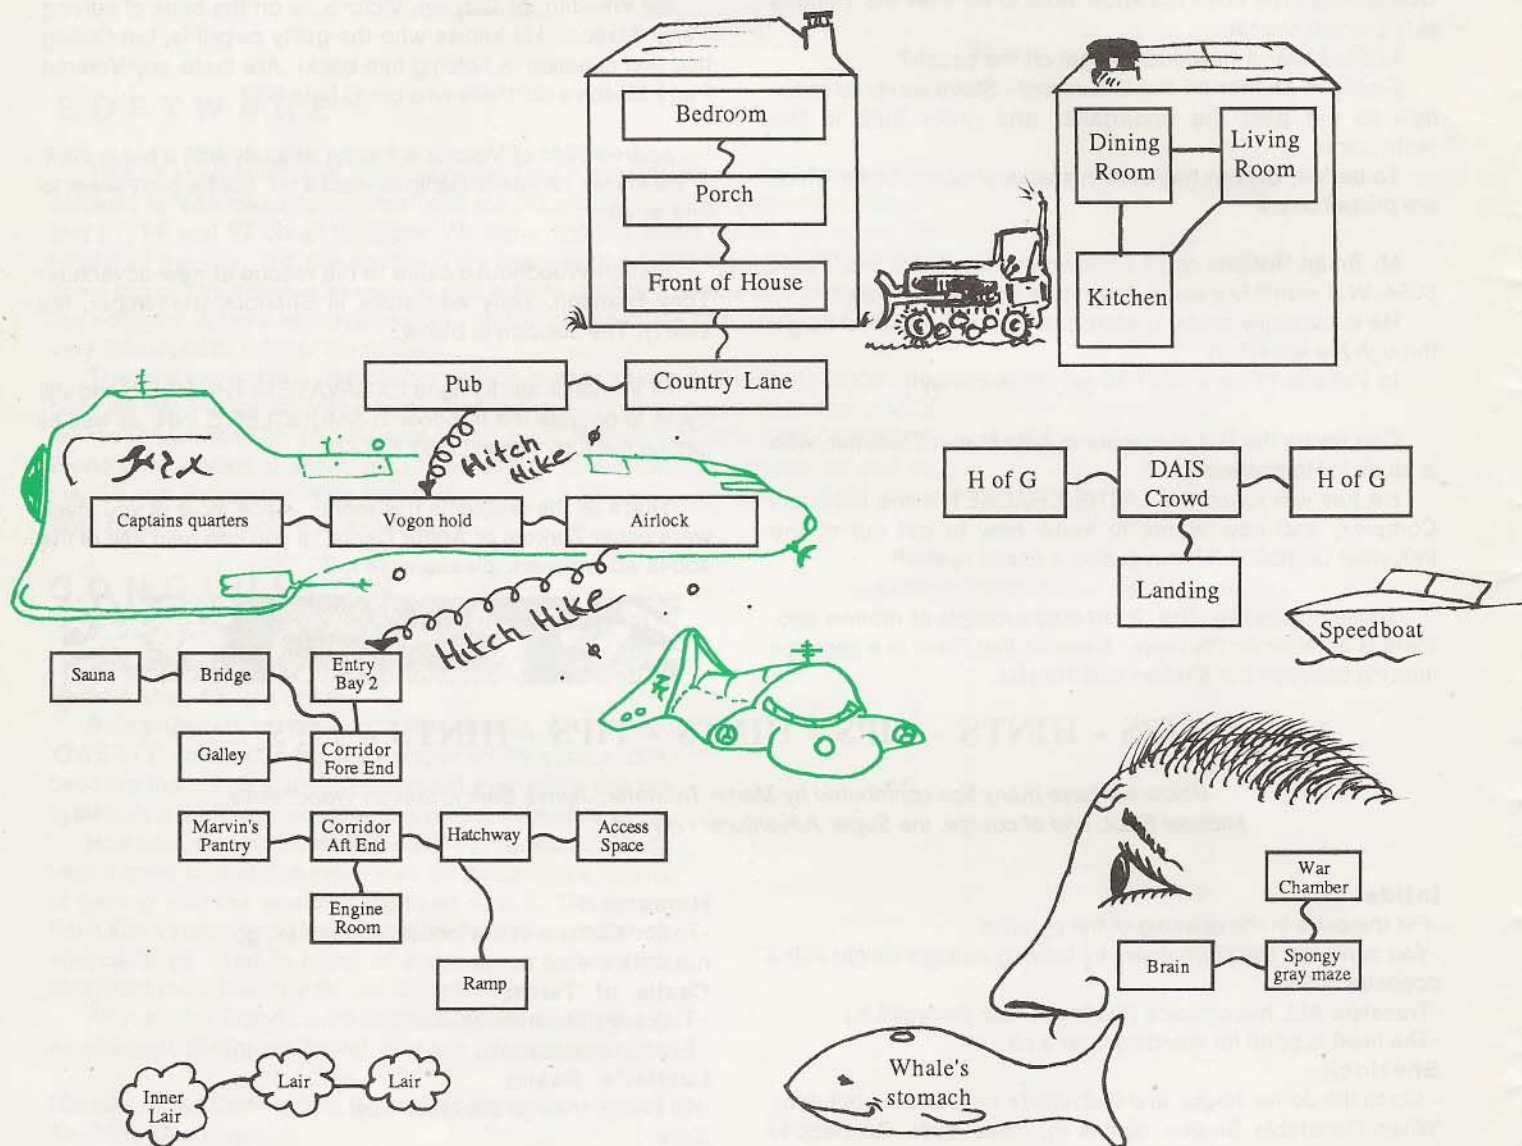 Bedroom
Porch
Front of House
Country Lane
Pub
Dining
Room
Living
Room
Kitchen
Hitch
Hike
Captains quarters
Vogon hold
Airlock
Hitch Hike
H of G
DAIS
Crowd
H of G
Landing
Speedboat
Sauna
Bridge
Entry
Bay 2
Galley
Corridor
Fore End
Marvin's
Pantry
Corridor
Aft End
Hatchway
Access
Space
Engine
Room
Ramp
War
Chamber
Brain
Spongy
gray maze
Inner
Lair
Lair
Lair
Whale's
stomach